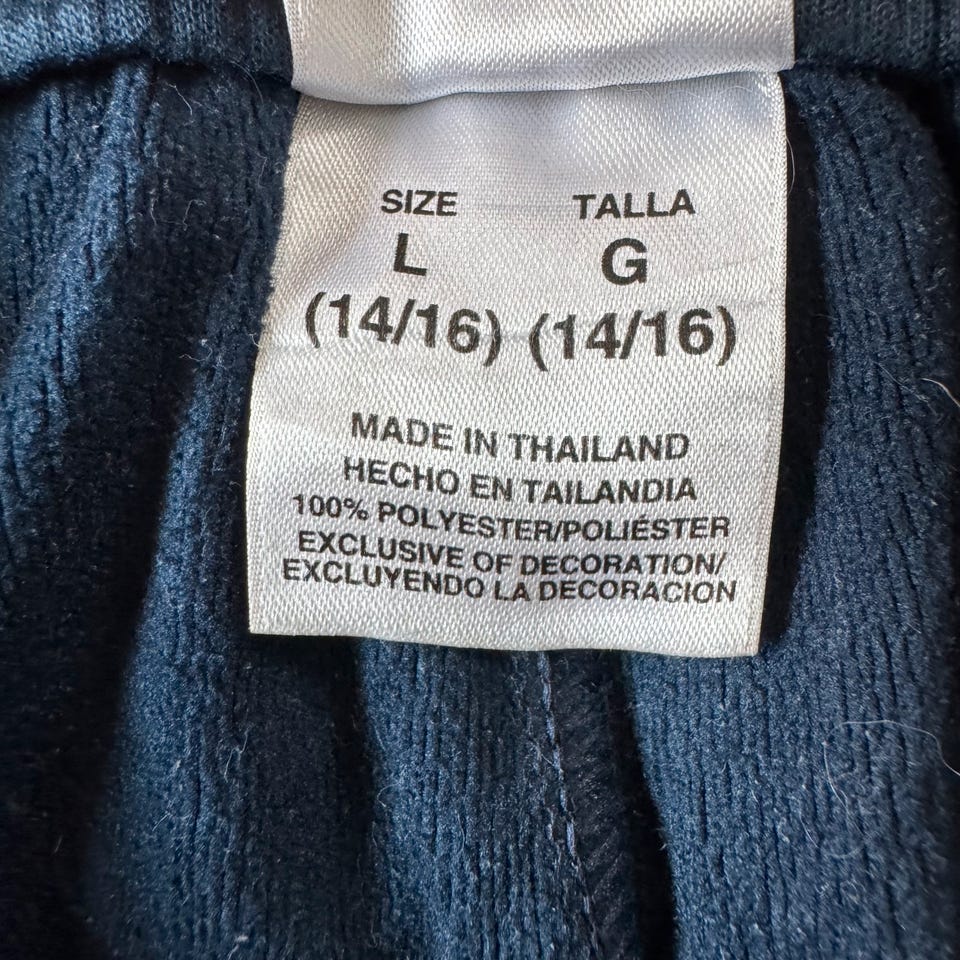 SIZE TALLA
L G
(14/16) (14/16)
MADE IN THAILAND
HECHO EN TAILANDIA
100% POLYESTER/POLIÉSTER
EXCLUSIVE OF DECORATION/
EXCLUYENDO LA DECORACION